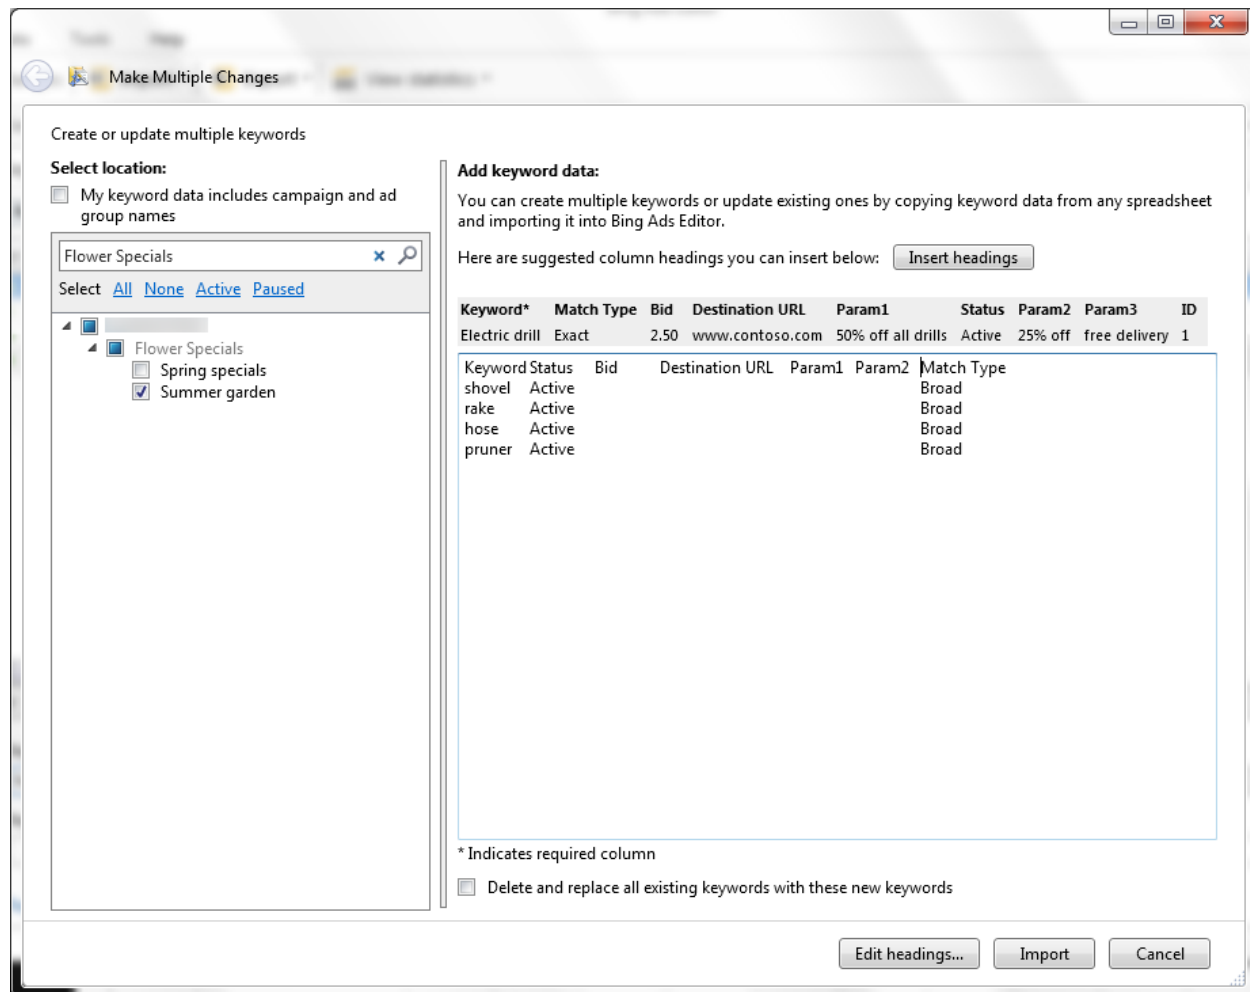 Tools Help
Make Multiple Changes
View statistics
Create or update multiple keywords
Select location:
My keyword data includes campaign and ad
group names
Flower Specials
Select All None Active Paused
Flower Specials
Spring specials
Summer garden
Add keyword data:
You can create multiple keywords or update existing ones by copying keyword data from any spreadsheet
and importing it into Bing Ads Editor.
Here are suggested column headings you can insert below: Insert headings
Keyword* Match Type Bid Destination URL Param1 Status Param2 Param3 ID
Electric drill Exact 2.50 www.contoso.com 50% off all drills Active 25% off free delivery 1
Keyword Status Bid Destination URL Param1 Param2 Match Type
shovel Active Broad
rake Active Broad
hose Active Broad
pruner Active Broad
* Indicates required column
Delete and replace all existing keywords with these new keywords
Edit headings... Import Cancel